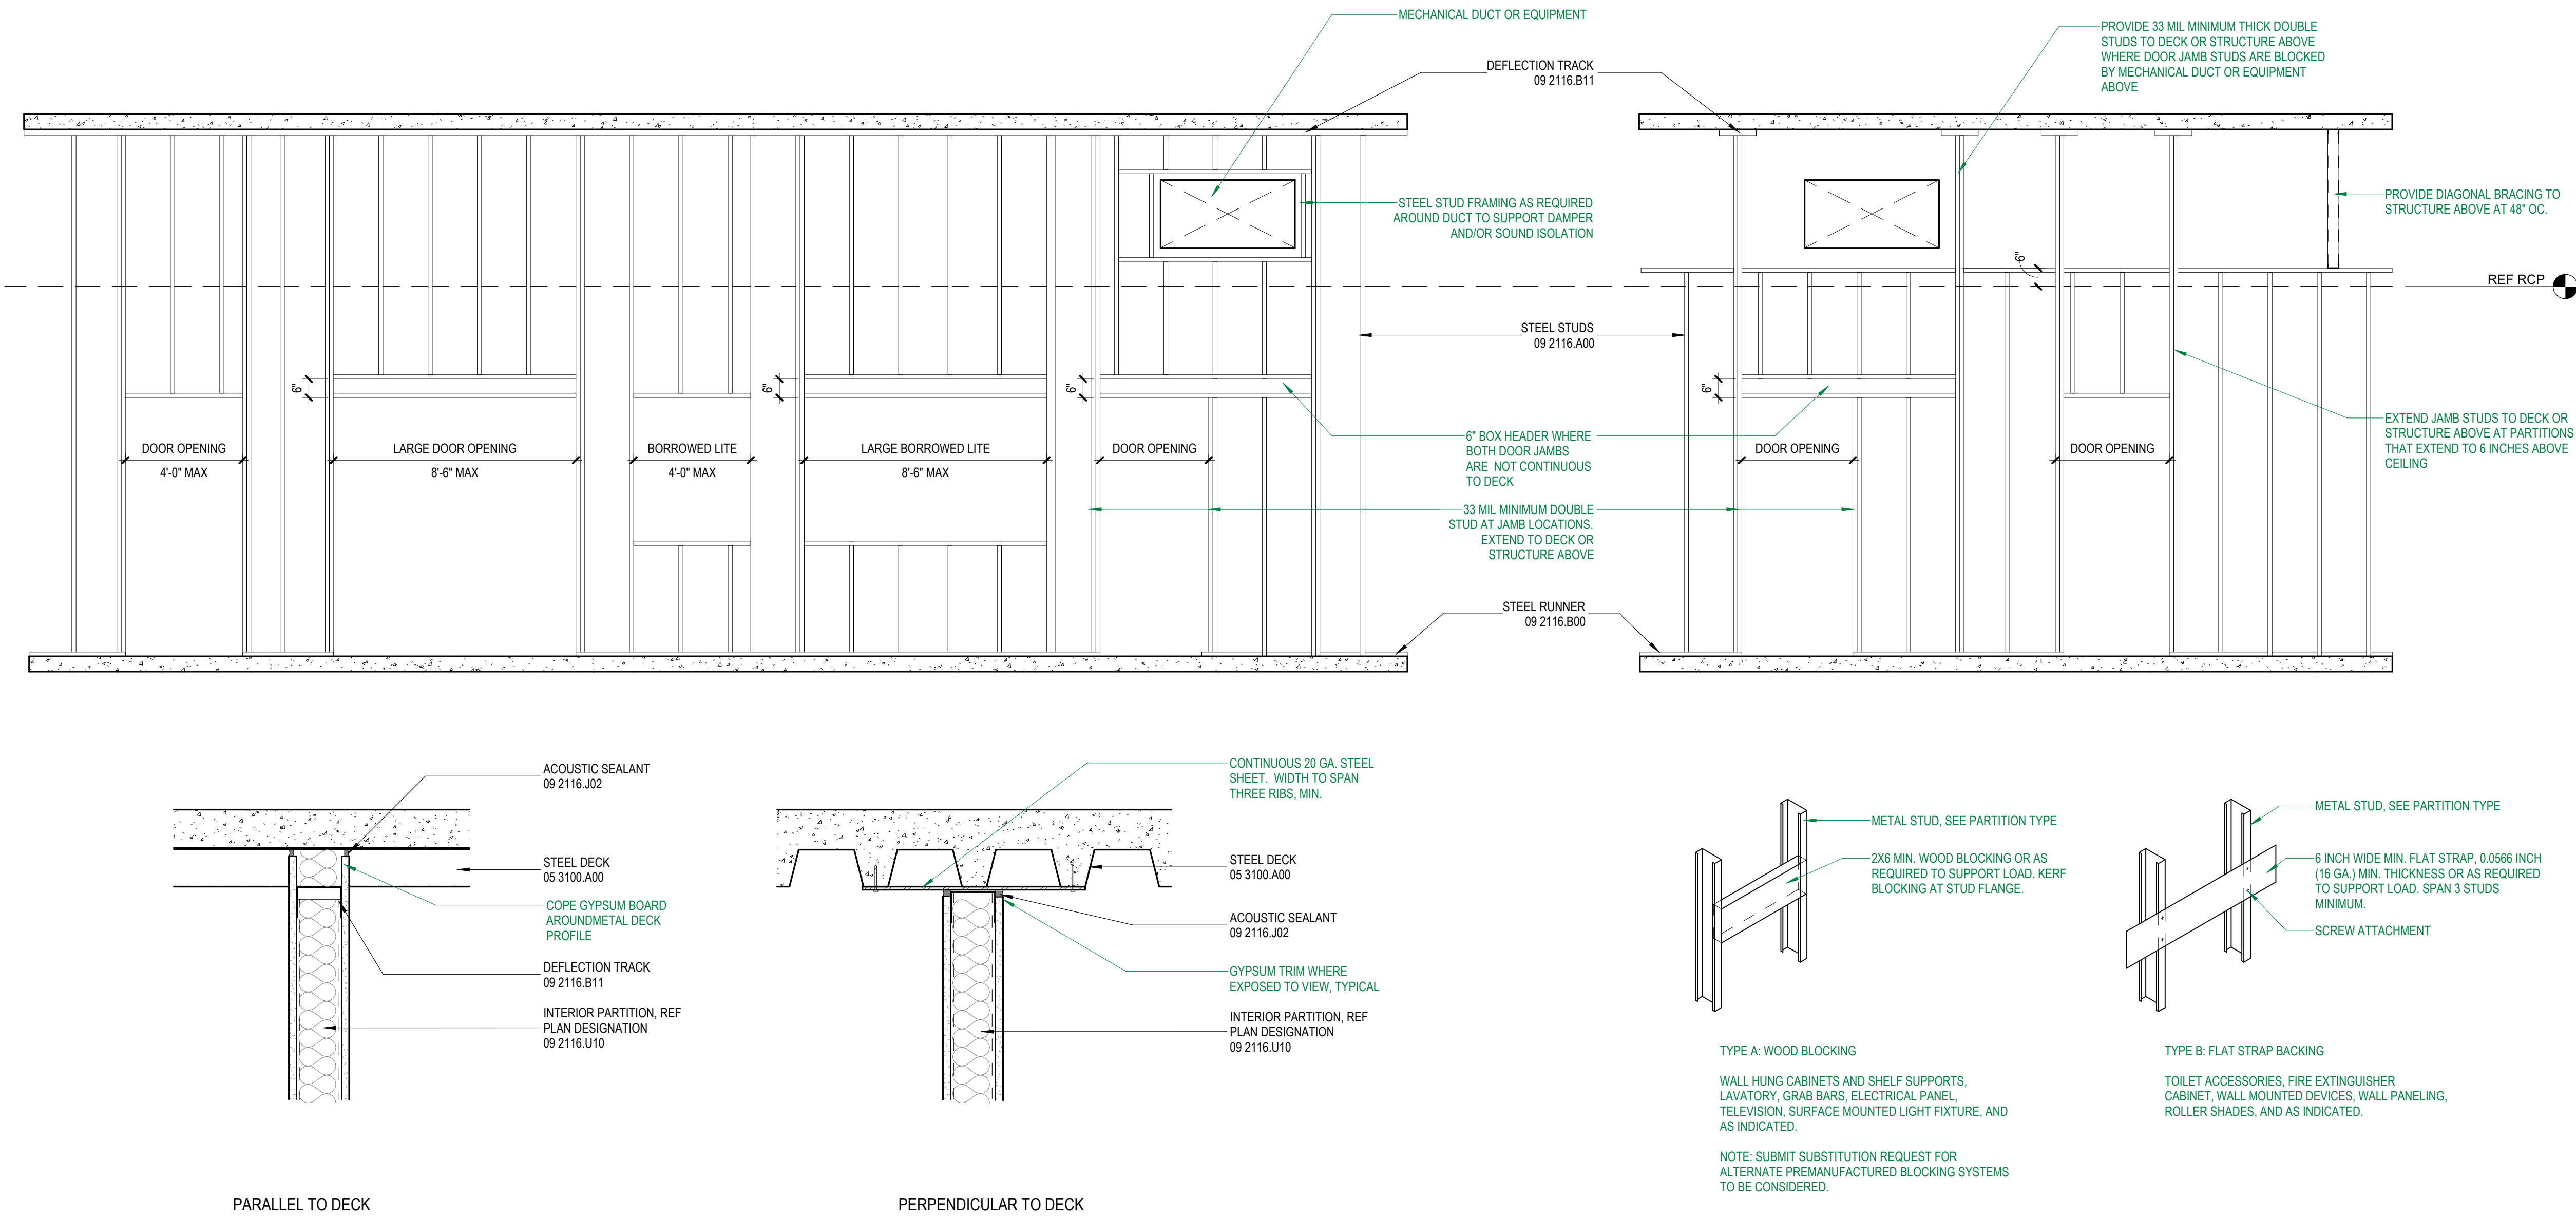 MECHANICAL DUCT OR EQUIPMENT
DEFLECTION TRACK
09 2116.B11
PROVIDE 33 MIL MINIMUM THICK DOUBLE
STUDS TO DECK OR STRUCTURE ABOVE
WHERE DOOR JAMB STUDS ARE BLOCKED
BY MECHANICAL DUCT OR EQUIPMENT
ABOVE
STEEL STUD FRAMING AS REQUIRED
AROUND DUCT TO SUPPORT DAMPER
AND/OR SOUND ISOLATION
PROVIDE DIAGONAL BRACING TO
STRUCTURE ABOVE AT 48" OC.
6"
REF RCP
STEEL STUDS
09 2116.A00
6"
6"
6"
6"
DOOR OPENING
4'-0" MAX
LARGE DOOR OPENING
8'-6" MAX
BORROWED LITE
4'-0" MAX
LARGE BORROWED LITE
8'-6" MAX
DOOR OPENING
6" BOX HEADER WHERE
BOTH DOOR JAMBS
ARE NOT CONTINUOUS
TO DECK
DOOR OPENING
DOOR OPENING
EXTEND JAMB STUDS TO DECK OR
STRUCTURE ABOVE AT PARTITIONS
THAT EXTEND TO 6 INCHES ABOVE
CEILING
33 MIL MINIMUM DOUBLE
STUD AT JAMB LOCATIONS.
EXTEND TO DECK OR
STRUCTURE ABOVE
STEEL RUNNER
09 2116.B00
ACOUSTIC SEALANT
09 2116.J02
STEEL DECK
05 3100.A00
COPE GYPSUM BOARD
AROUNDMETAL DECK
PROFILE
DEFLECTION TRACK
09 2116.B11
INTERIOR PARTITION, REF
PLAN DESIGNATION
09 2116.U10
PARALLEL TO DECK
CONTINUOUS 20 GA. STEEL
SHEET. WIDTH TO SPAN
THREE RIBS, MIN.
STEEL DECK
05 3100.A00
ACOUSTIC SEALANT
09 2116.J02
GYPSUM TRIM WHERE
EXPOSED TO VIEW, TYPICAL
INTERIOR PARTITION, REF
PLAN DESIGNATION
09 2116.U10
PERPENDICULAR TO DECK
METAL STUD, SEE PARTITION TYPE
2X6 MIN. WOOD BLOCKING OR AS
REQUIRED TO SUPPORT LOAD. KERF
BLOCKING AT STUD FLANGE.
TYPE A: WOOD BLOCKING
WALL HUNG CABINETS AND SHELF SUPPORTS,
LAVATORY, GRAB BARS, ELECTRICAL PANEL,
TELEVISION, SURFACE MOUNTED LIGHT FIXTURE, AND
AS INDICATED.
NOTE: SUBMIT SUBSTITUTION REQUEST FOR
ALTERNATE PREMANUFACTURED BLOCKING SYSTEMS
TO BE CONSIDERED.
METAL STUD, SEE PARTITION TYPE
6 INCH WIDE MIN. FLAT STRAP, 0.0566 INCH
(16 GA.) MIN. THICKNESS OR AS REQUIRED
TO SUPPORT LOAD. SPAN 3 STUDS
MINIMUM.
SCREW ATTACHMENT
TYPE B: FLAT STRAP BACKING
TOILET ACCESSORIES, FIRE EXTINGUISHER
CABINET, WALL MOUNTED DEVICES, WALL PANELING,
ROLLER SHADES, AND AS INDICATED.